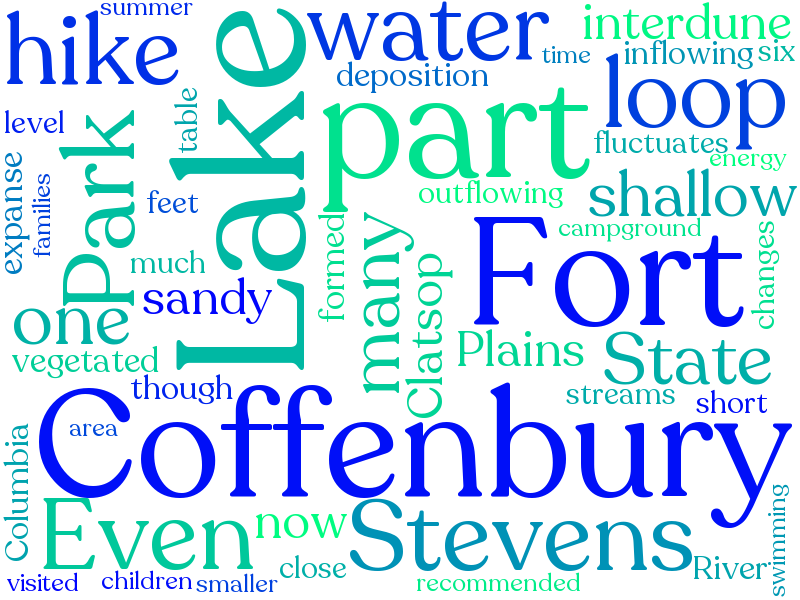 summer
hike
water
interdune
time
inflowing
six
deposition
Lake
loop
level
Park
table
part
fluctuates
energy
expanse
families
feet
outflowing
shallow
formed
many
campground
much
Fort
changes
sandy
Clatsop
one
vegetated
Plains
State
though
streams
short
Coffenbury
area
Columbia
Even
now
Stevens
swimming
close
River
visited
children
smaller
recommended